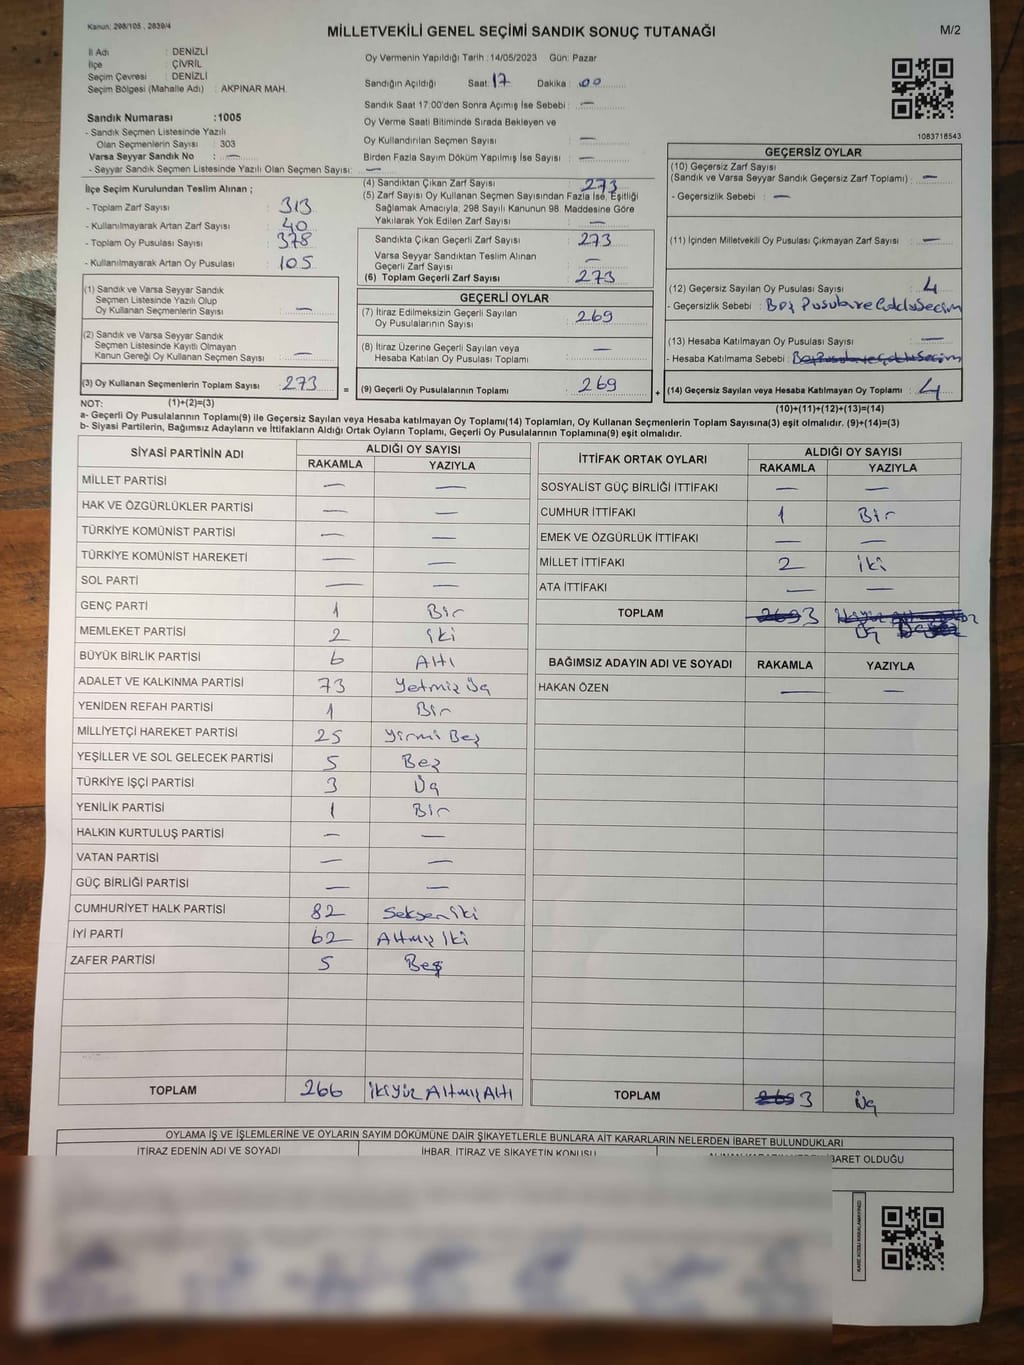 Kanun: 298/105 , 2839/4
MİLLETVEKİLİ GENEL SEÇİMİ SANDIK SONUÇ TUTANAĞI
M/2
İl Adı : DENİZLİ
İlçe : ÇİVRİL
Seçim Çevresi : DENİZLİ
Seçim Bölgesi (Mahalle Adı) : AKPINAR MAH.
Sandık Numarası :1005
- Sandık Seçmen Listesinde Yazılı
Olan Seçmenlerin Sayısı : 303
Varsa Seyyar Sandık No : —
- Seyyar Sandık Seçmen Listesinde Yazılı Olan Seçmen Sayısı: —
Oy Vermenin Yapıldığı Tarih : 14/05/2023 Gün: Pazar
Sandığın Açıldığı Saat: 17 Dakika : 00
Sandık Saat 17:00'den Sonra Açımış İse Sebebi : —
Oy Verme Saati Bitiminde Sırada Bekleyen ve
Oy Kullandırılan Seçmen Sayısı : —
Birden Fazla Sayım Döküm Yapılmış İse Sayısı : —
1083718543
İlçe Seçim Kurulundan Teslim Alınan ;
- Toplam Zarf Sayısı : 313
- Kullanılmayarak Artan Zarf Sayısı : 40
- Toplam Oy Pusulası Sayısı : 378
- Kullanılmayarak Artan Oy Pusulası : 105
(4) Sandıktan Çıkan Zarf Sayısı : 273
(5) Zarf Sayısı Oy Kullanan Seçmen Sayısından Fazla İse, Eşitliği
Sağlamak Amacıyla, 298 Sayılı Kanunun 98. Maddesine Göre
Yakılarak Yok Edilen Zarf Sayısı : —
Sandıkta Çıkan Geçerli Zarf Sayısı : 273
Varsa Seyyar Sandıktan Teslim Alınan
Geçerli Zarf Sayısı : —
(6) Toplam Geçerli Zarf Sayısı : 273
GEÇERSİZ OYLAR
(10) Geçersiz Zarf Sayısı
(Sandık ve Varsa Seyyar Sandık Geçersiz Zarf Toplamı) : —
- Geçersizlik Sebebi : —
(11) İçinden Milletvekili Oy Pusulası Çıkmayan Zarf Sayısı : —
(12) Geçersiz Sayılan Oy Pusulası Sayısı : 4
- Geçersizlik Sebebi : Boş Pusula ve Çoklu Seçim
(13) Hesaba Katılmayan Oy Pusulası Sayısı : —
- Hesaba Katılmama Sebebi :
(14) Geçersiz Sayılan veya Hesaba Katılmayan Oy Toplamı : 4
(10)+(11)+(12)+(13)=(14)
(1) Sandık ve Varsa Seyyar Sandık
Seçmen Listesinde Yazılı Olup
Oy Kullanan Seçmenlerin Sayısı : —
(2) Sandık ve Varsa Seyyar Sandık
Seçmen Listesinde Kayıtlı Olmayan
Kanun Gereği Oy Kullanan Seçmen Sayısı : —
(3) Oy Kullanan Seçmenlerin Toplam Sayısı : 273 =
(1)+(2)=(3)
GEÇERLİ OYLAR
(7) İtiraz Edilmeksizin Geçerli Sayılan
Oy Pusulalarının Sayısı : 269
(8) İtiraz Üzerine Geçerli Sayılan veya
Hesaba Katılan Oy Pusulası Toplamı : —
(9) Geçerli Oy Pusulalarının Toplamı : 269 +
NOT:
a- Geçerli Oy Pusulalarının Toplamı(9) ile Geçersiz Sayılan veya Hesaba katılmayan Oy Toplamı(14) Toplamları, Oy Kullanan Seçmenlerin Toplam Sayısına(3) eşit olmalıdır. (9)+(14)=(3)
b- Siyasi Partilerin, Bağımsız Adayların ve İttifakların Aldığı Ortak Oyların Toplamı, Geçerli Oy Pusulalarının Toplamına(9) eşit olmalıdır.
SİYASİ PARTİNİN ADI ALDIĞI OY SAYISI
RAKAMLA YAZIYLA
MİLLET PARTİSİ — —
HAK VE ÖZGÜRLÜKLER PARTİSİ — —
TÜRKİYE KOMÜNİST PARTİSİ — —
TÜRKİYE KOMÜNİST HAREKETİ — —
SOL PARTİ — —
GENÇ PARTİ 1 Bir
MEMLEKET PARTİSİ 2 iki
BÜYÜK BİRLİK PARTİSİ 6 Altı
ADALET VE KALKINMA PARTİSİ 73 Yetmiş Üç
YENİDEN REFAH PARTİSİ 1 Bir
MİLLİYETÇİ HAREKET PARTİSİ 25 Yirmi Beş
YEŞİLLER VE SOL GELECEK PARTİSİ 5 Beş
TÜRKİYE İŞÇİ PARTİSİ 3 Üç
YENİLİK PARTİSİ 1 Bir
HALKIN KURTULUŞ PARTİSİ — —
VATAN PARTİSİ — —
GÜÇ BİRLİĞİ PARTİSİ — —
CUMHURİYET HALK PARTİSİ 82 Seksen iki
İYİ PARTİ 62 Altmış İki
ZAFER PARTİSİ 5 Beş
TOPLAM 266 İkiyüz Altmış Altı
İTTİFAK ORTAK OYLARI ALDIĞI OY SAYISI
RAKAMLA YAZIYLA
SOSYALİST GÜÇ BİRLİĞİ İTTİFAKI — —
CUMHUR İTTİFAKI 1 Bir
EMEK VE ÖZGÜRLÜK İTTİFAKI — —
MİLLET İTTİFAKI 2 iki
ATA İTTİFAKI — —
TOPLAM 3 Üç
BAĞIMSIZ ADAYIN ADI VE SOYADI RAKAMLA YAZIYLA
HAKAN ÖZEN — —
TOPLAM 3 Üç
OYLAMA İŞ VE İŞLEMLERİNE VE OYLARIN SAYIM DÖKÜMÜNE DAİR ŞİKAYETLERLE BUNLARA AİT KARARLARIN NELERDEN İBARET BULUNDUKLARI
İTİRAZ EDENİN ADI VE SOYADI İHBAR, İTİRAZ VE ŞİKAYETİN KONUSU İBARET OLDUĞU